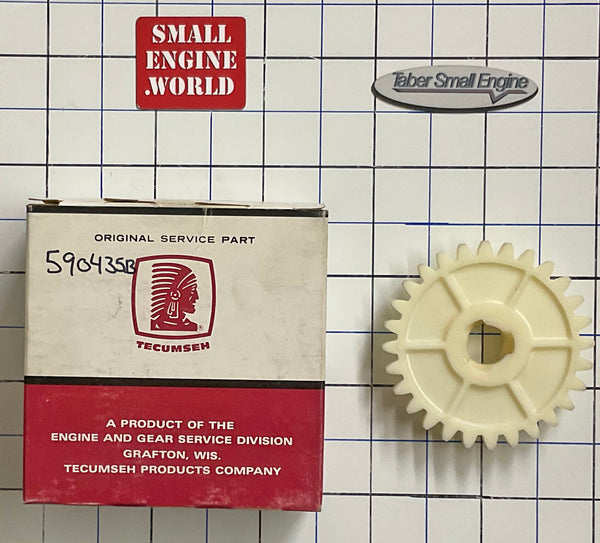 SMALL
ENGINE
.WORLD
Taber Small Engine
ORIGINAL SERVICE PART
590435B
®
TECUMSEH
A PRODUCT OF THE
ENGINE AND GEAR SERVICE DIVISION
GRAFTON, WIS.
TECUMSEH PRODUCTS COMPANY